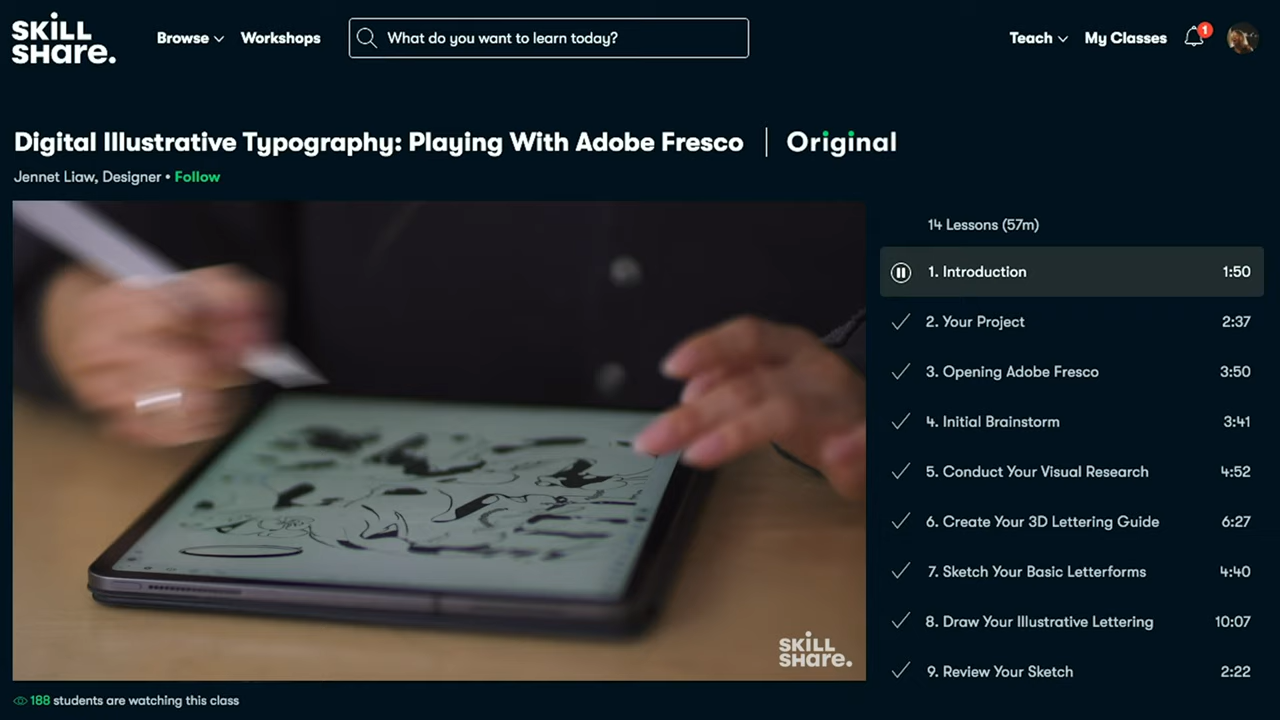 SKILL
SHare.
Browse
Workshops
What do you want to learn today?
Teach
My Classes
1
Digital Illustrative Typography: Playing With Adobe Fresco | Original
Jennet Liaw, Designer • Follow
14 Lessons (57m)
1. Introduction 1:50
2. Your Project 2:37
3. Opening Adobe Fresco 3:50
4. Initial Brainstorm 3:41
5. Conduct Your Visual Research 4:52
6. Create Your 3D Lettering Guide 6:27
7. Sketch Your Basic Letterforms 4:40
8. Draw Your Illustrative Lettering 10:07
9. Review Your Sketch 2:22
SKILL
SHare.
188 students are watching this class